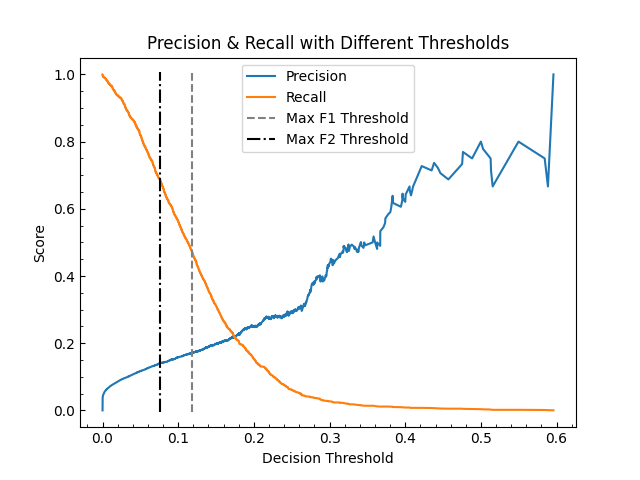 Precision & Recall with Different Thresholds
Precision
Recall
Max F1 Threshold
Max F2 Threshold
Score
1.0
0.8
0.6
0.4
0.2
0.0
0.0 0.1 0.2 0.3 0.4 0.5 0.6
Decision Threshold